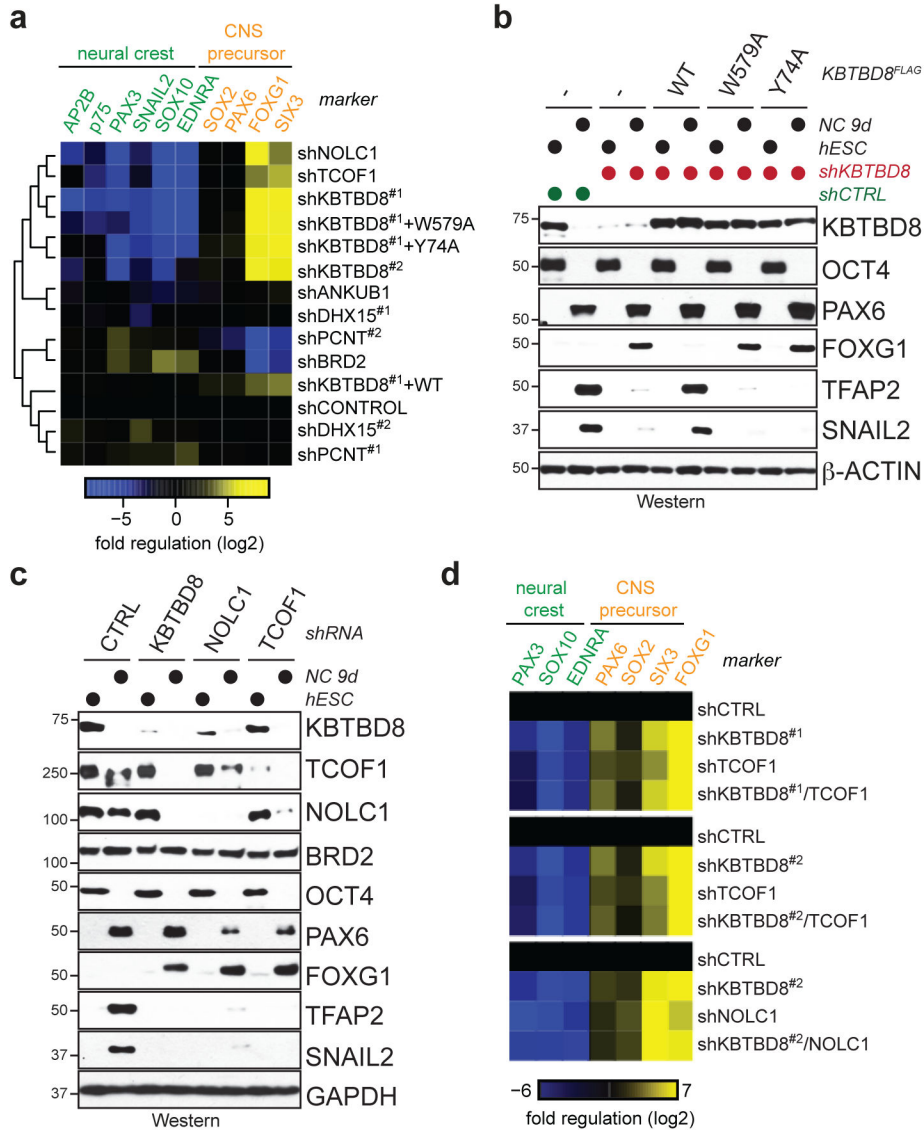 a
neural crest
CNS
precursor
AP2B
p75
PAX3
SNAIL2
SOX10
EDNRA
SOX2
PAX6
FOXG1
SIX3
marker
shNOLC1
shTCOF1
shKBTBD8#1
shKBTBD8#1+W579A
shKBTBD8#1+Y74A
shKBTBD8#2
shANKUB1
shDHX15#1
shPCNT#2
shBRD2
shKBTBD8#1+WT
shCONTROL
shDHX15#2
shPCNT#1
−5 0 5
fold regulation (log2)
b
- - WT W579A Y74A KBTBD8FLAG
NC 9d
hESC
shKBTBD8
shCTRL
75 KBTBD8
50 OCT4
50 PAX6
50 FOXG1
50 TFAP2
37 SNAIL2
50 β-ACTIN
Western
c
CTRL KBTBD8 NOLC1 TCOF1 shRNA
NC 9d
hESC
75 KBTBD8
250 TCOF1
100 NOLC1
100 BRD2
50 OCT4
50 PAX6
50 FOXG1
50 TFAP2
37 SNAIL2
37 GAPDH
Western
d
neural
crest
CNS
precursor
PAX3
SOX10
EDNRA
PAX6
SOX2
SIX3
FOXG1
marker
shCTRL
shKBTBD8#1
shTCOF1
shKBTBD8#1/TCOF1
shCTRL
shKBTBD8#2
shTCOF1
shKBTBD8#2/TCOF1
shCTRL
shKBTBD8#2
shNOLC1
shKBTBD8#2/NOLC1
−6 7
fold regulation (log2)